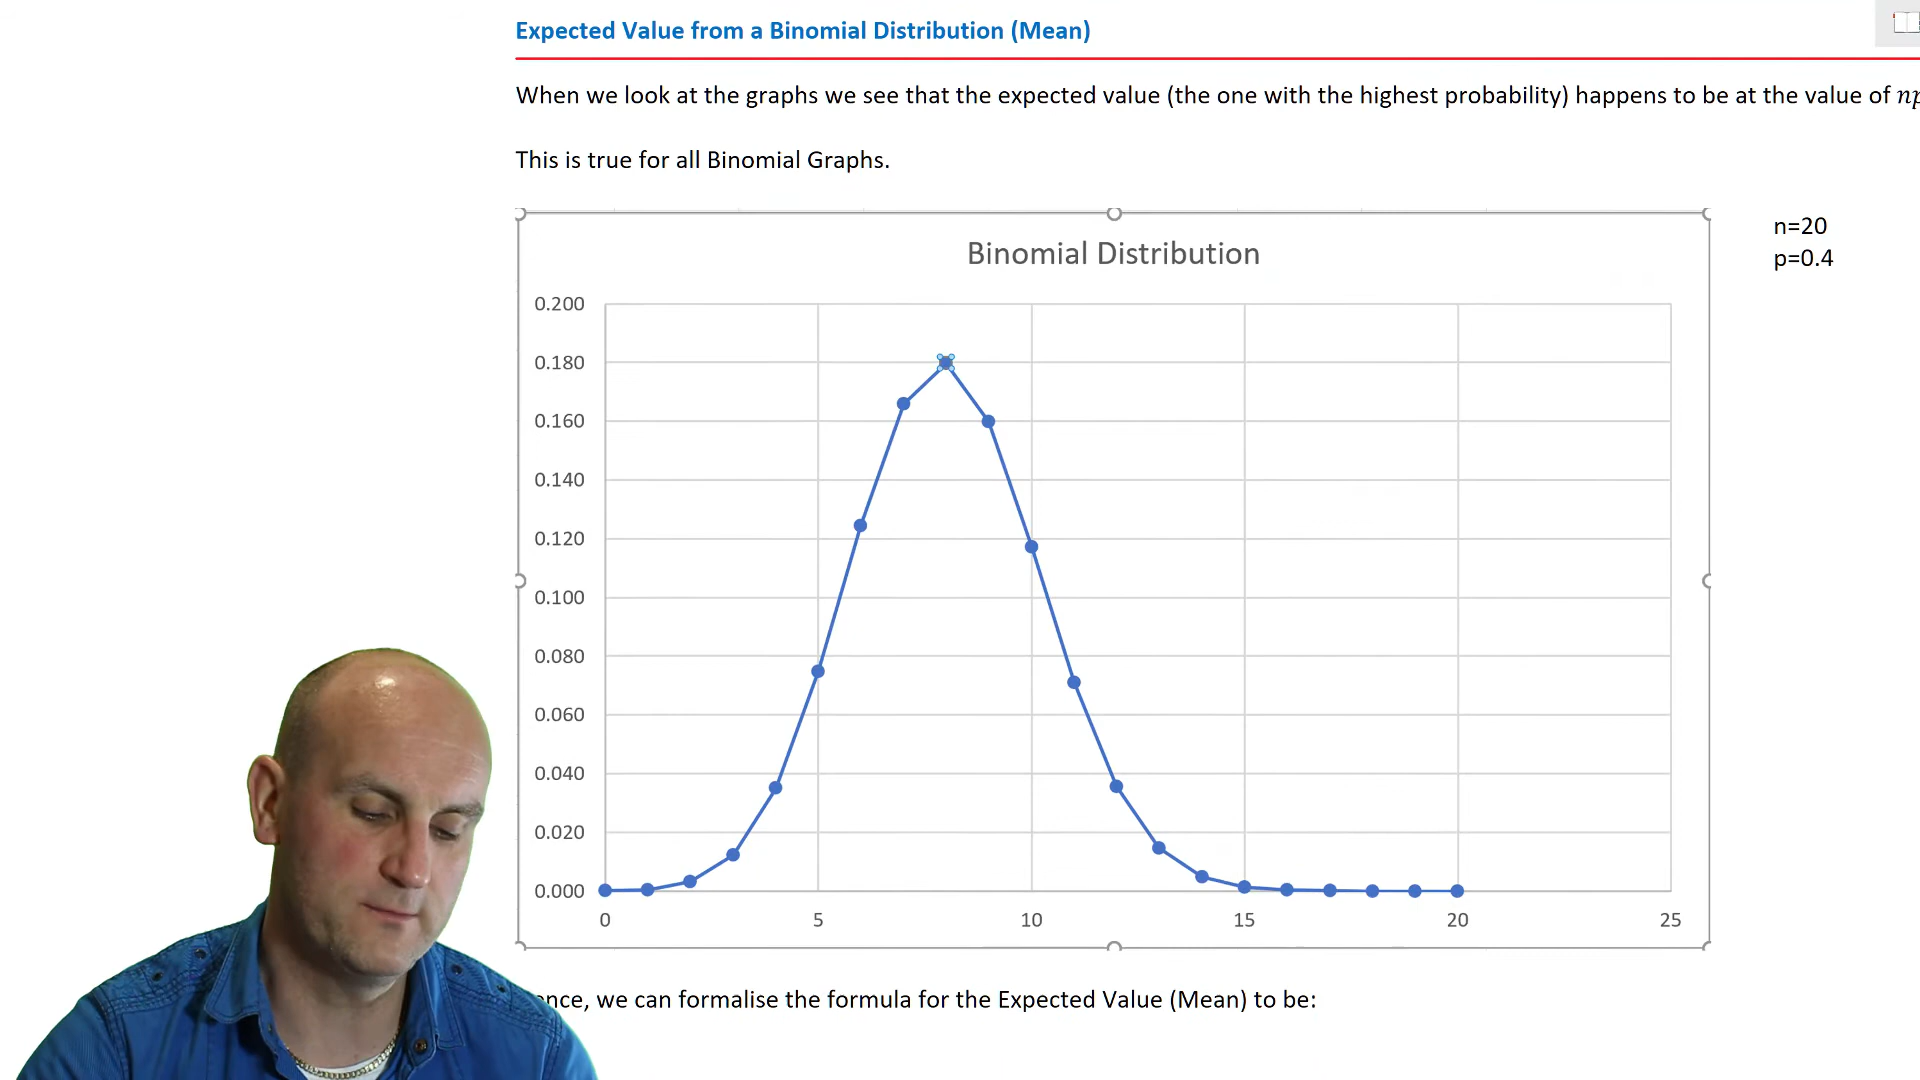 Expected Value from a Binomial Distribution (Mean)
When we look at the graphs we see that the expected value (the one with the highest probability) happens to be at the value of np
This is true for all Binomial Graphs.
n=20
p=0.4
Binomial Distribution
0.200
0.180
0.160
0.140
0.120
0.100
0.080
0.060
0.040
0.020
0.000
0 5 10 15 20 25
nce, we can formalise the formula for the Expected Value (Mean) to be: